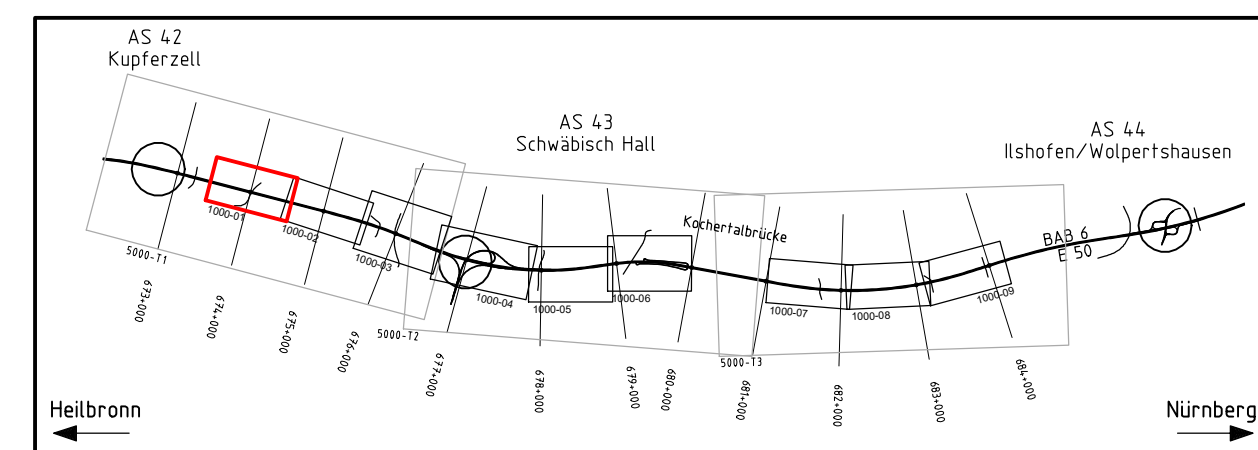 AS 42
Kupferzell
AS 43
Schwäbisch Hall
AS 44
Ilshofen/Wolpertshausen
Kochertalbrücke
BAB 6
E 50
1000-01
1000-02
1000-03
1000-04
1000-05
1000-06
1000-07
1000-08
1000-09
5000-T1
5000-T2
5000-T3
673+000
674+000
675+000
676+000
677+000
678+000
679+000
680+000
681+000
682+000
683+000
684+000
Heilbronn
Nürnberg